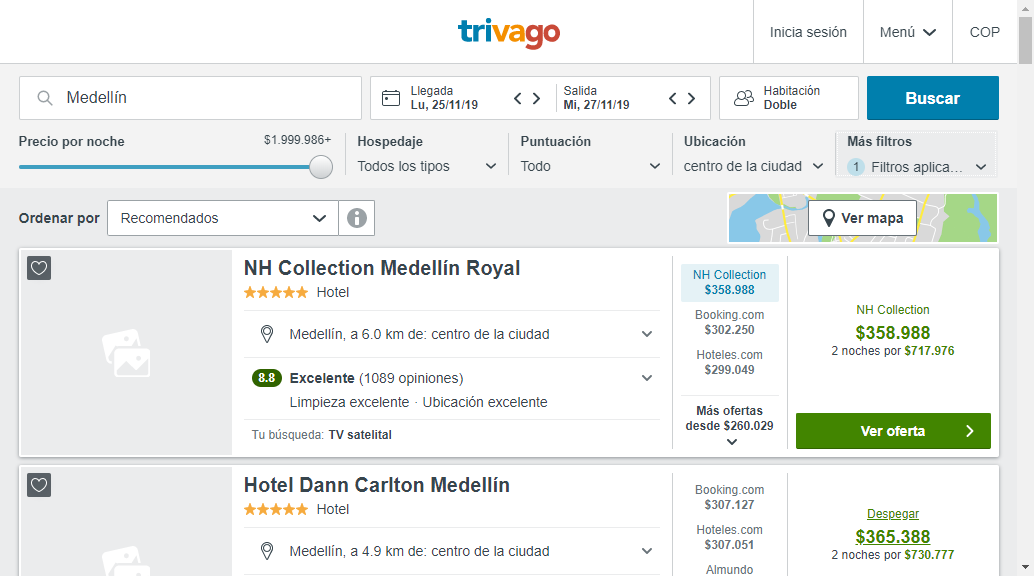 trivago
Inicia sesión
Menú
COP
Medellín
Llegada
Lu, 25/11/19
Salida
Mi, 27/11/19
Habitación
Doble
Buscar
Precio por noche
$1.999.986+
Hospedaje
Todos los tipos
Puntuación
Todo
Ubicación
centro de la ciudad
Más filtros
1 Filtros aplica...
Ordenar por
Recomendados
Ver mapa
NH Collection Medellín Royal
Hotel
Medellín, a 6.0 km de: centro de la ciudad
8.8 Excelente (1089 opiniones)
Limpieza excelente · Ubicación excelente
Tu búsqueda: TV satelital
NH Collection
$358.988
Booking.com
$302.250
Hoteles.com
$299.049
Más ofertas
desde $260.029
NH Collection
$358.988
2 noches por $717.976
Ver oferta
Hotel Dann Carlton Medellín
Hotel
Medellín, a 4.9 km de: centro de la ciudad
Booking.com
$307.127
Hoteles.com
$307.051
Almundo
Despegar
$365.388
2 noches por $730.777